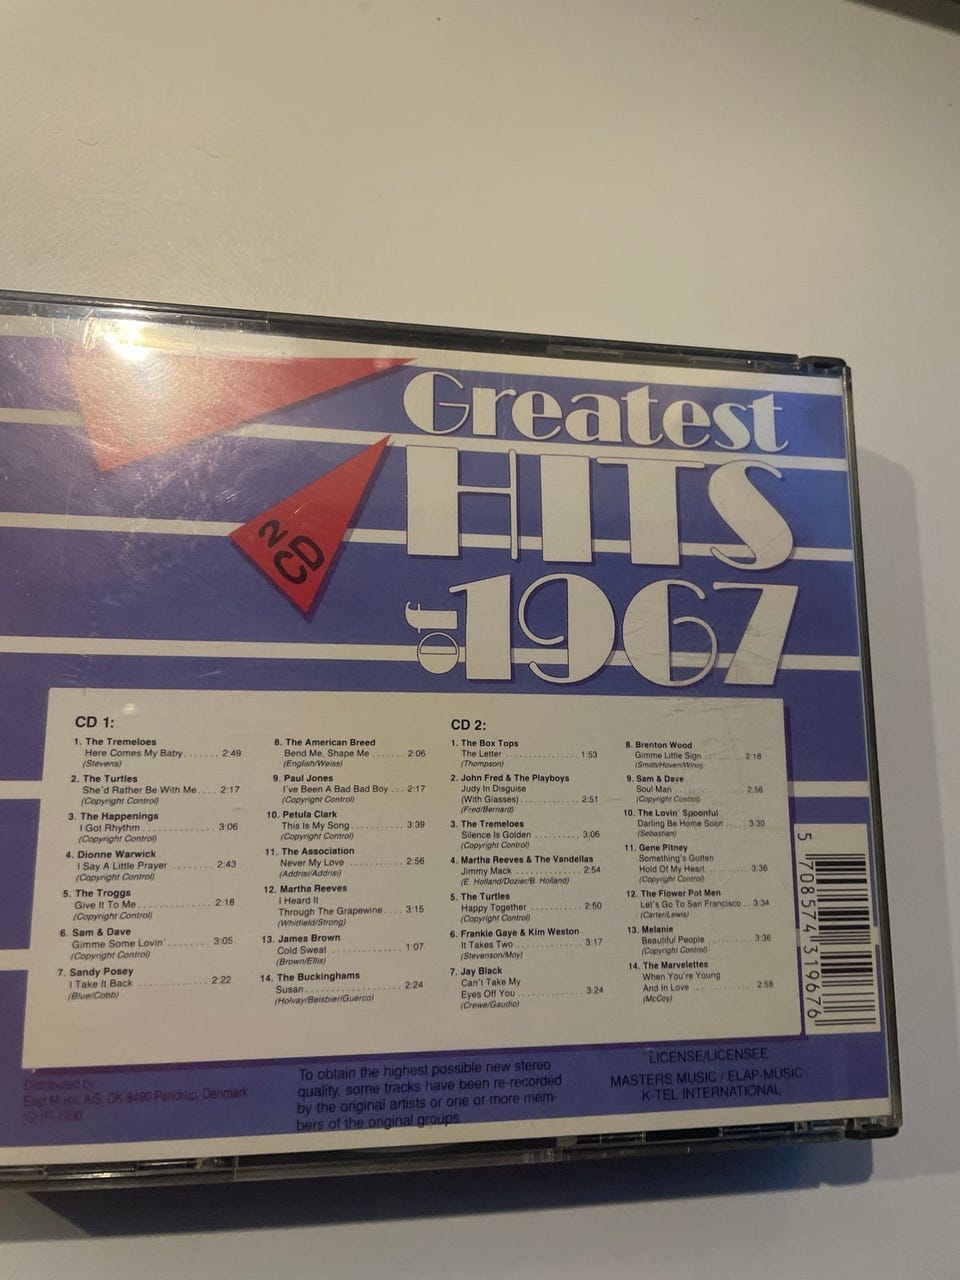 Greatest
HITS
of 1967
2
CD
CD 1:
1. The Tremeloes
Here Comes My Baby....... 2:49
(Stevens)
2. The Turtles
She'd Rather Be With Me.... 2:17
(Copyright Control)
3. The Happenings
I Got Rhythm............. 3:06
(Copyright Control)
4. Dionne Warwick
I Say A Little Prayer......... 2:43
(Copyright Control)
5. The Troggs
Give It To Me............... 2:18
(Copyright Control)
6. Sam & Dave
Gimme Some Lovin'......... 3:05
(Copyright Control)
7. Sandy Posey
I Take It Back .............. 2:22
(Blue/Cobb)
8. The American Breed
Bend Me, Shape Me....... 2:06
(English/Weiss)
9. Paul Jones
I've Been A Bad Bad Boy... 2:17
(Copyright Control)
10. Petula Clark
This Is My Song........... 3:39
(Copyright Control)
11. The Association
Never My Love............ 2:56
(Addrisi/Addrisi)
12. Martha Reeves
I Heard It
Through The Grapewine.... 3:15
(Whitfield/Strong)
13. James Brown
Cold Sweat............... 1:07
(Brown/Ellis)
14. The Buckinghams
Susan................... 2:24
(Holvay/Beisbier/Guerco)
CD 2:
1. The Box Tops
The Letter............... 1:53
(Thompson)
2. John Fred & The Playboys
Judy In Disguise
(With Glasses)............ 2:51
(Fred/Bernard)
3. The Tremeloes
Silence Is Golden.......... 3:06
(Copyright Control)
4. Martha Reeves & The Vandellas
Jimmy Mack.............. 2:54
(E. Holland/Dozier/B. Holland)
5. The Turtles
Happy Together........... 2:50
(Copyright Control)
6. Frankie Gaye & Kim Weston
It Takes Two.............. 3:17
(Stevenson/Moy)
7. Jay Black
Can't Take My
Eyes Off You.............. 3:24
(Crewe/Gaudio)
8. Brenton Wood
Gimme Little Sign.......... 2:18
(Smith/Hoven/Winn)
9. Sam & Dave
Soul Man................. 2:56
(Copyright Control)
10. The Lovin' Spoonful
Darling Be Home Soon..... 3:30
(Sebastian)
11. Gene Pitney
Something's Gotten
Hold Of My Heart.......... 3:36
(Copyright Control)
12. The Flower Pot Men
Let's Go To San Francisco... 3:34
(Carter/Lewis)
13. Melanie
Beautiful People........... 3:36
(Copyright Control)
14. The Marvelettes
When You're Young
And In Love.............. 2:58
(McCoy)
5 708574 319676
Distributed by
Elap Music A/S. DK-9490 Pandrup, Denmark
(C) (P) 1990
To obtain the highest possible new stereo
quality, some tracks have been re-recorded
by the original artists or one or more mem-
bers of the original groups.
LICENSE/LICENSEE:
MASTERS MUSIC / ELAP MUSIC /
K-TEL INTERNATIONAL